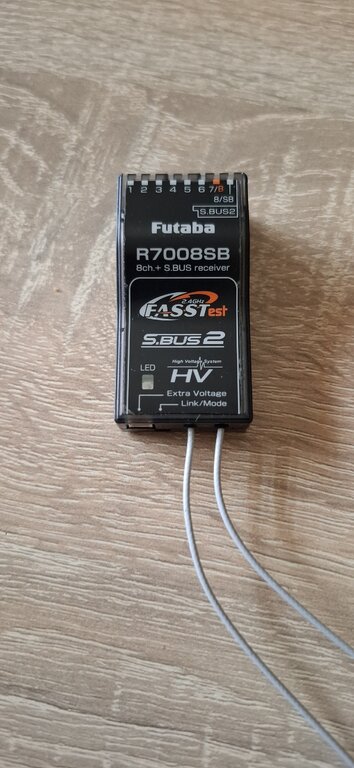 1 2 3 4 5 6 7/B
8/SB
S.BUS2
Futaba
R7008SB
8ch.+ S.BUS receiver
2.4GHz
FASSTest
S.BUS2
High Voltage System
HV
LED
Extra Voltage
Link/Mode